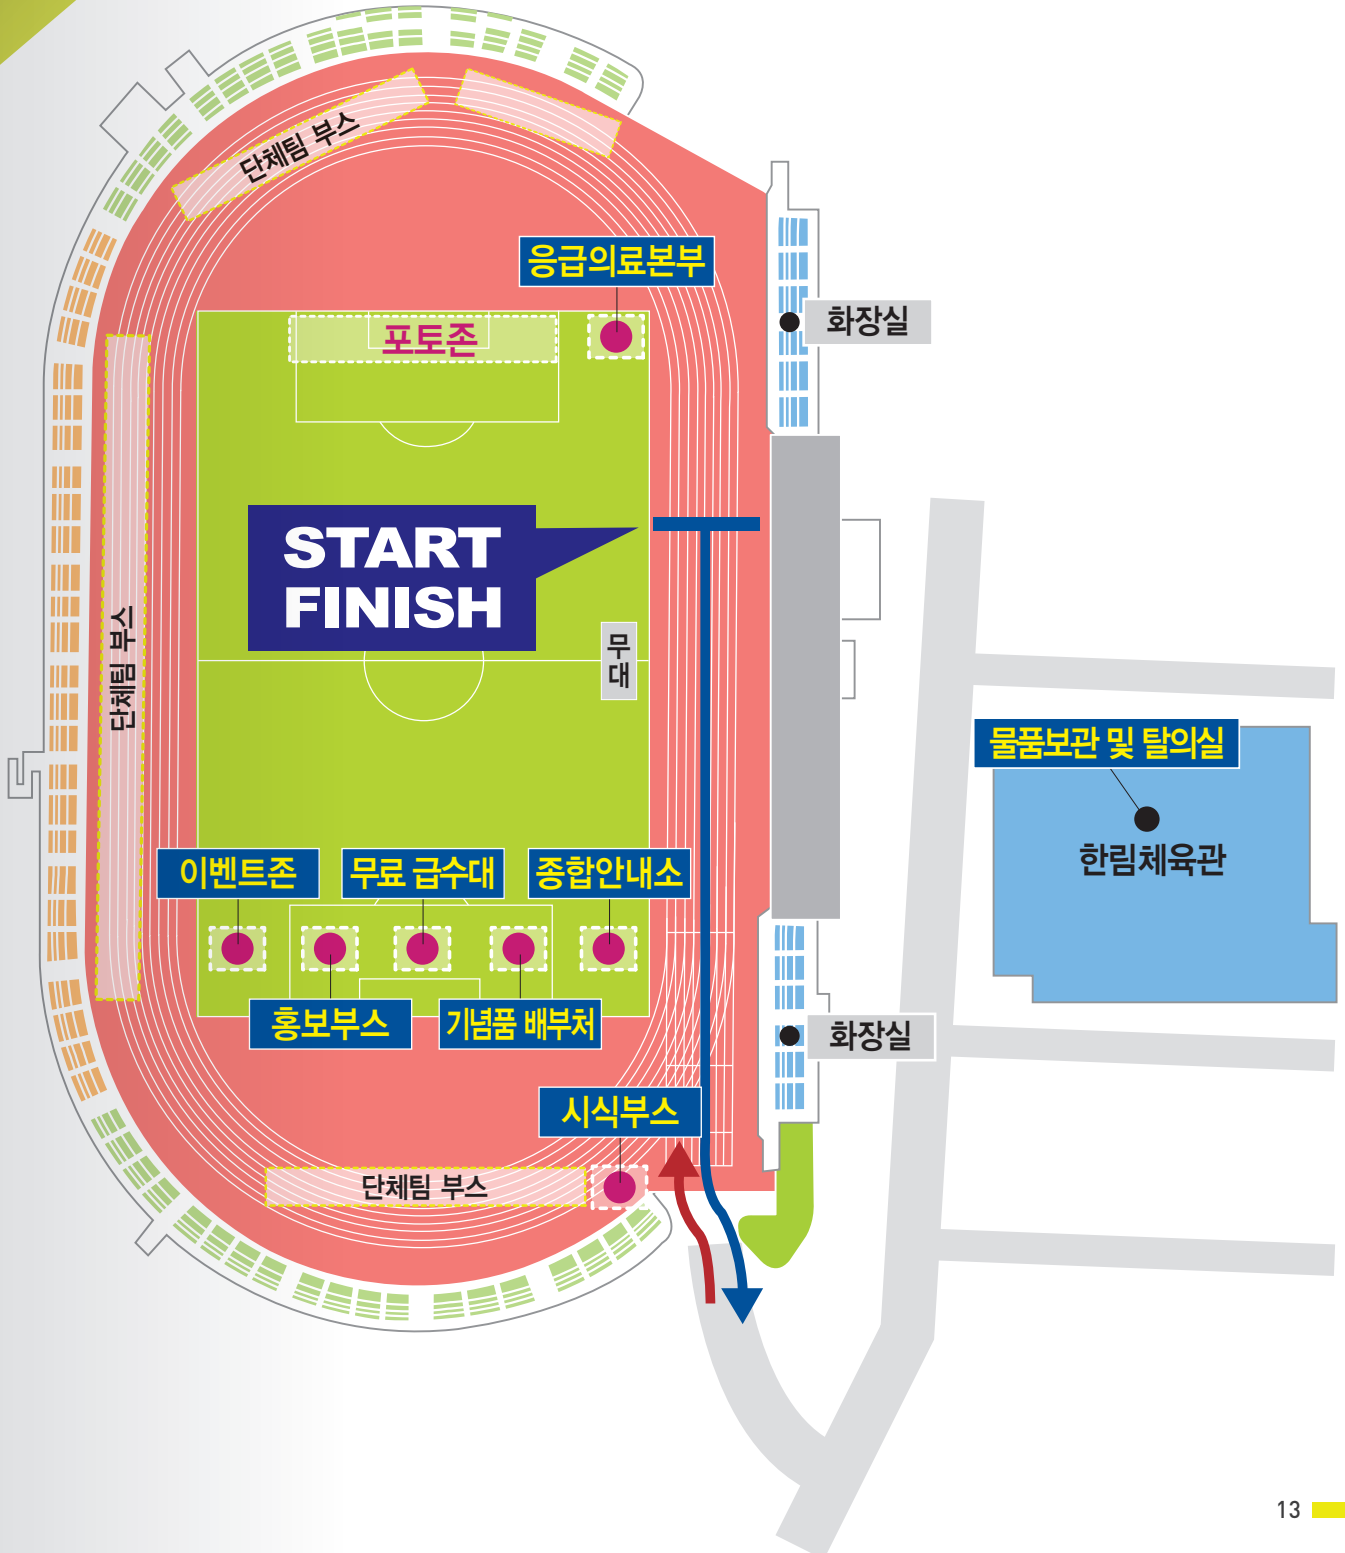 단체팀 부스
응급의료본부
포토존
화장실
START
FINISH
단체팀 부스
무대
물품보관 및 탈의실
한림체육관
이벤트존
무료 급수대
종합안내소
홍보부스
기념품 배부처
화장실
시식부스
단체팀 부스
13